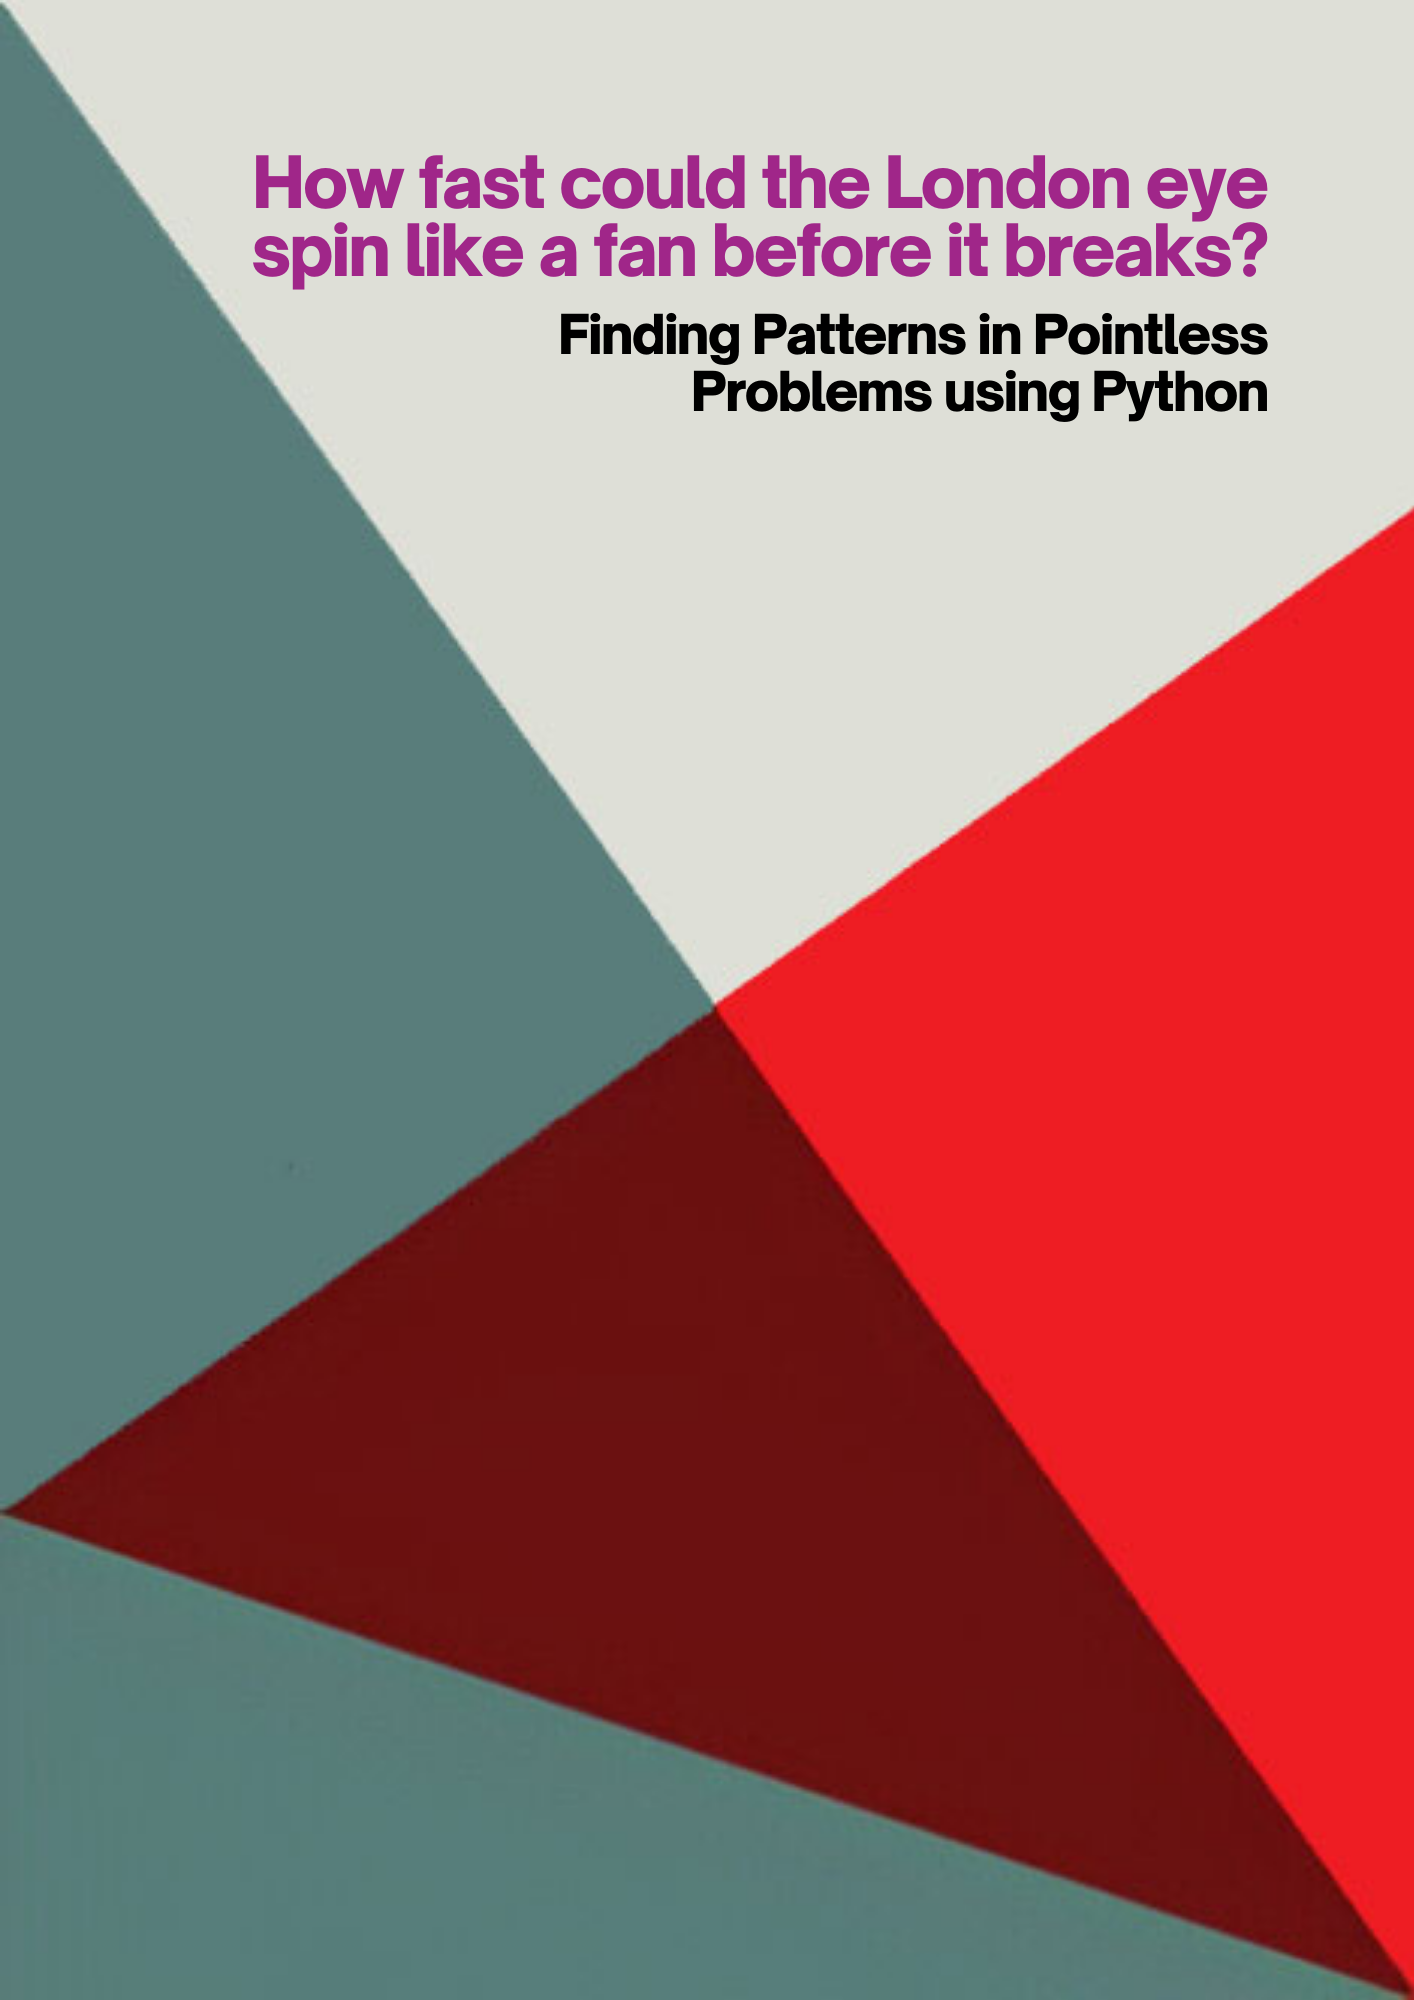 How fast could the London eye
spin like a fan before it breaks?
Finding Patterns in Pointless
Problems using Python